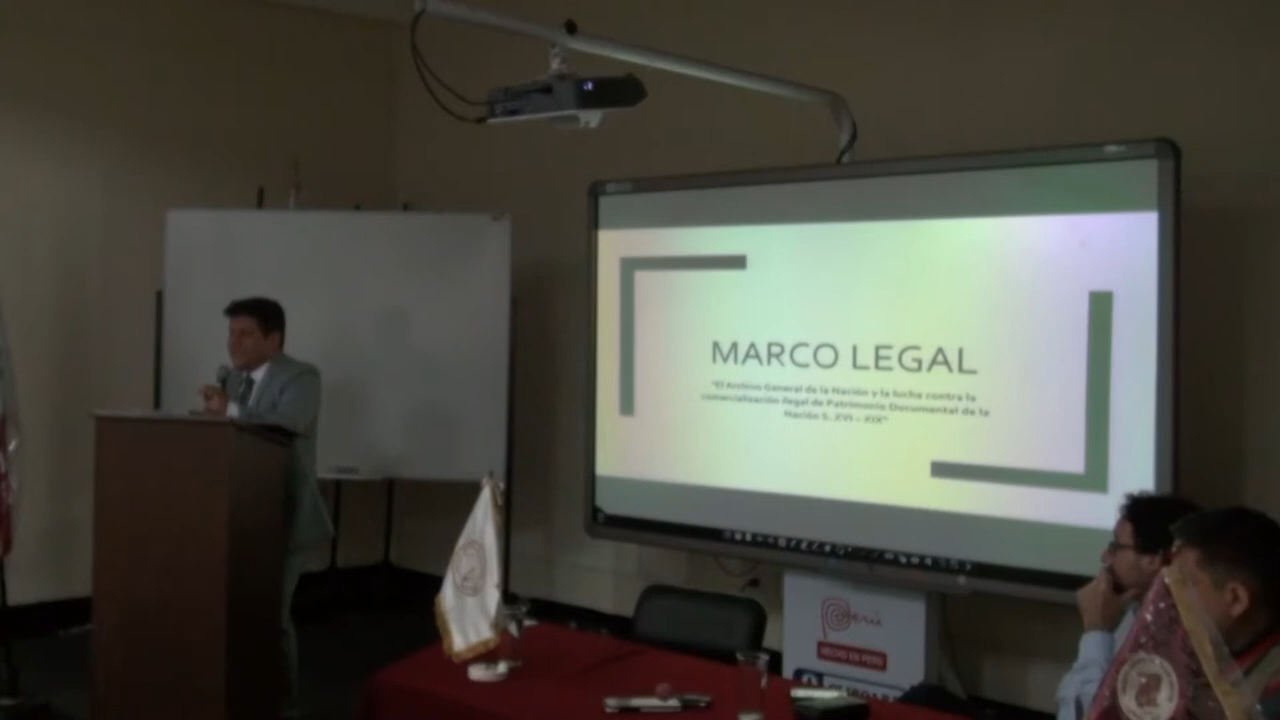 MARCO LEGAL
"El Archivo General de la Nación y la lucha contra la
comercialización ilegal de Patrimonio Documental de la
Nación S. XVI – XIX"
PERÚ
HECHO EN PERÚ